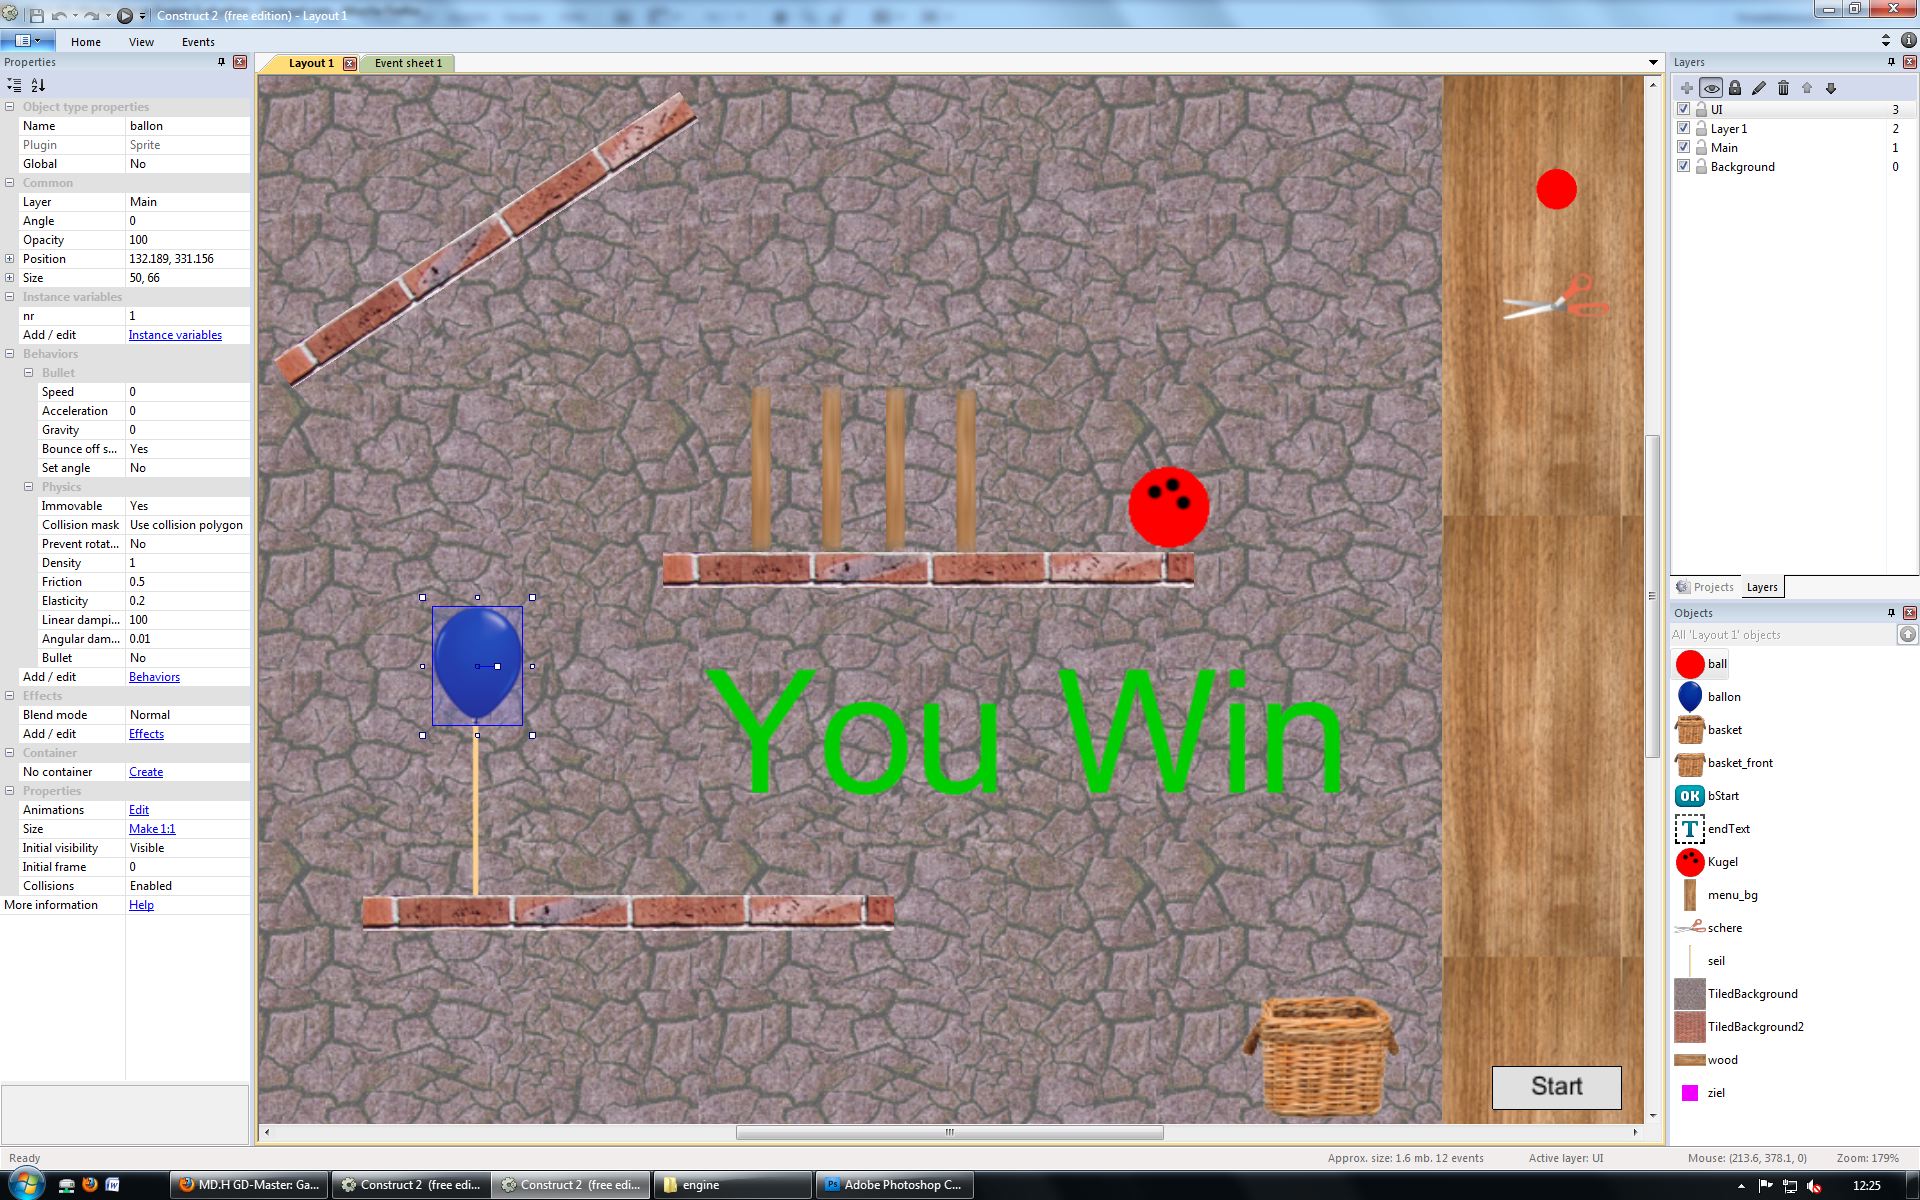 Construct 2 (free edition) - Layout 1
Home View Events
Properties
Layout 1 Event sheet 1
Object type properties
Name ballon
Plugin Sprite
Global No
Common
Layer Main
Angle 0
Opacity 100
Position 132.189, 331.156
Size 50, 66
Instance variables
nr 1
Add / edit Instance variables
Behaviors
Bullet
Speed 0
Acceleration 0
Gravity 0
Bounce off s... Yes
Set angle No
Physics
Immovable Yes
Collision mask Use collision polygon
Prevent rotat... No
Density 1
Friction 0.5
Elasticity 0.2
Linear dampi... 100
Angular dam... 0.01
Bullet No
Add / edit Behaviors
Effects
Blend mode Normal
Add / edit Effects
Container
No container Create
Properties
Animations Edit
Size Make 1:1
Initial visibility Visible
Initial frame 0
Collisions Enabled
More information Help
You Win
Start
Layers
UI 3
Layer 1 2
Main 1
Background 0
Projects Layers
Objects
All 'Layout 1' objects
ball
ballon
basket
basket_front
OK bStart
T endText
Kugel
menu_bg
schere
seil
TiledBackground
TiledBackground2
wood
ziel
Ready Approx. size: 1.6 mb. 12 events Active layer: UI Mouse: (213.6, 378.1, 0) Zoom: 179%
MD.H GD-Master: Ga... Construct 2 (free edi... Construct 2 (free edi... engine Ps Adobe Photoshop C... 12:25